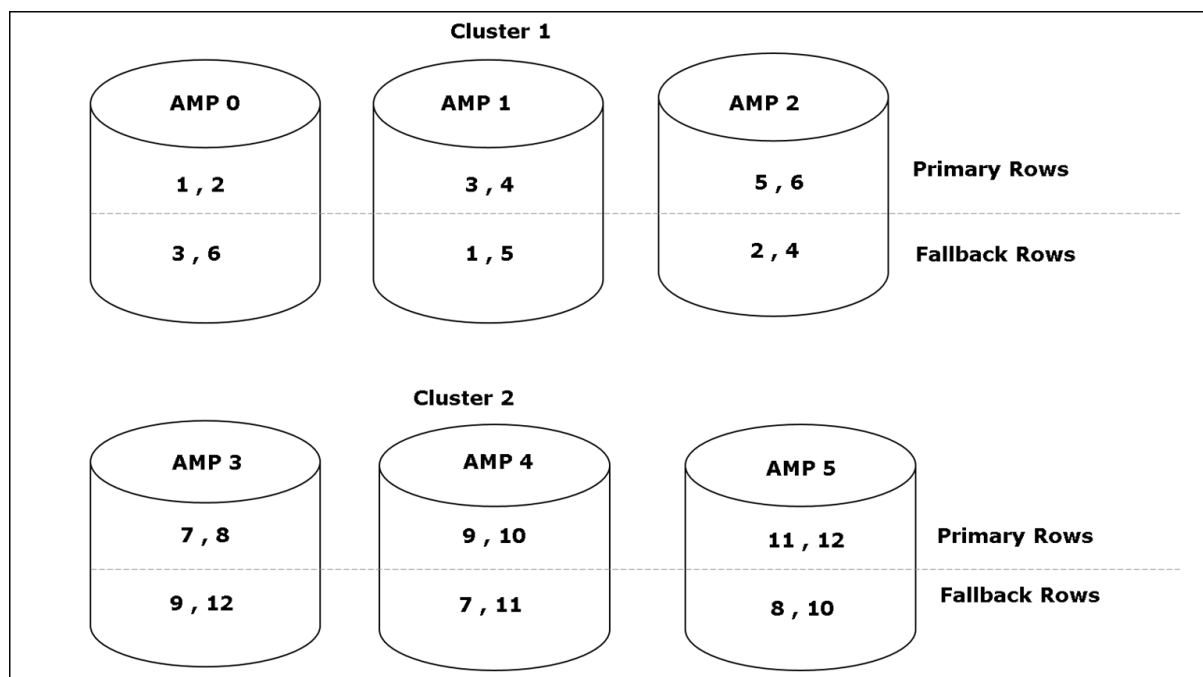 Cluster 1
AMP 0
AMP 1
AMP 2
1 , 2
3 , 4
5 , 6
Primary Rows
3 , 6
1 , 5
2 , 4
Fallback Rows
Cluster 2
AMP 3
AMP 4
AMP 5
7 , 8
9 , 10
11 , 12
Primary Rows
9 , 12
7 , 11
8 , 10
Fallback Rows